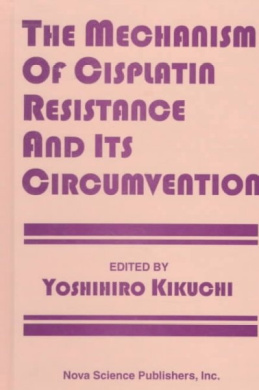 THE MECHANISM
OF CISPLATIN
RESISTANCE
AND ITS
CIRCUMVENTION
EDITED BY
YOSHIHIRO KIKUCHI
Nova Science Publishers, Inc.